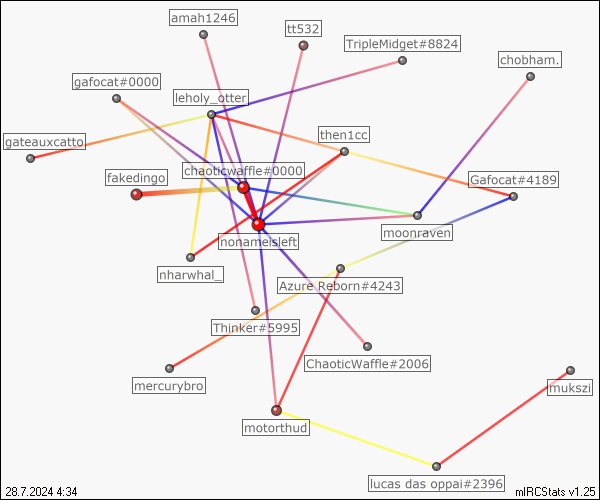 amah1246
tt532
TripleMidget#8824
chobham.
gafocat#0000
leholy_otter
then1cc
gateauxcatto
chaoticwaffle#0000
fakedingo
Gafocat#4189
moonraven
nonameisleft
nharwhal_
Azure Reborn#4243
Thinker#5995
ChaoticWaffle#2006
mercurybro
mukszi
motorthud
lucas das oppai#2396
28.7.2024 4:34
mIRCStats v1.25